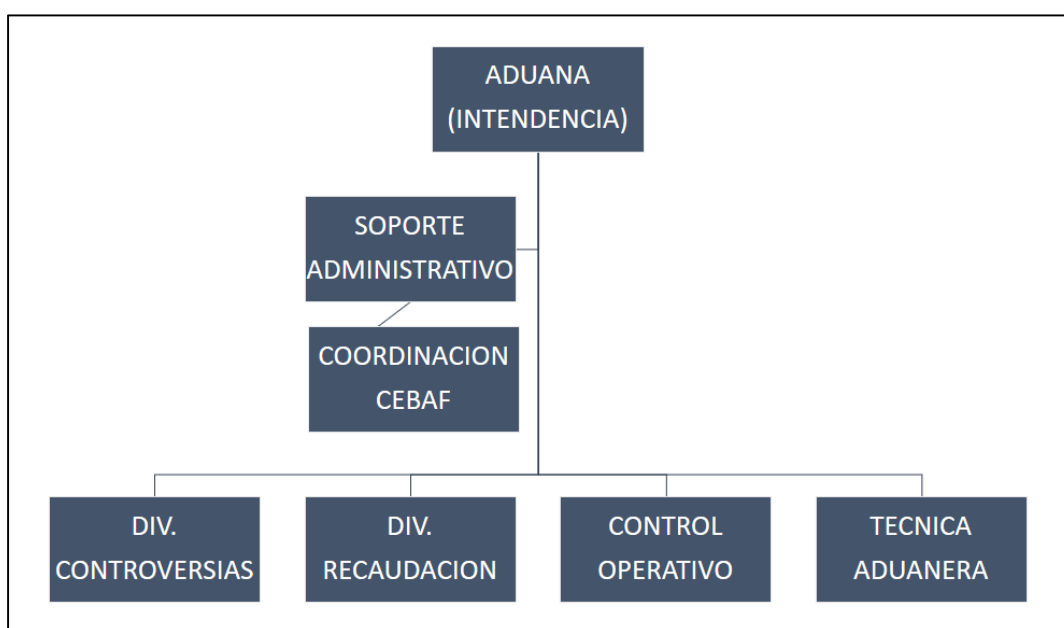 ADUANA
(INTENDENCIA)
SOPORTE
ADMINISTRATIVO
COORDINACION
CEBAF
DIV.
CONTROVERSIAS
DIV.
RECAUDACION
CONTROL
OPERATIVO
TECNICA
ADUANERA